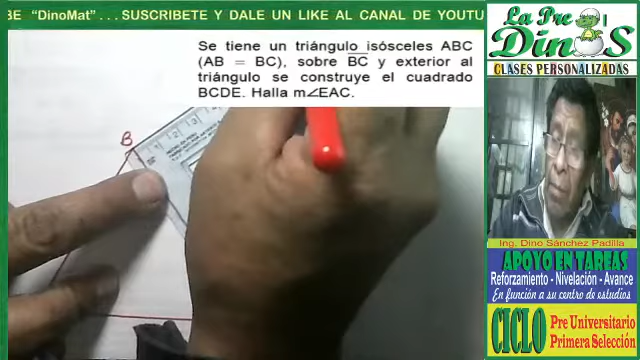 BE “DinoMat”. . . SUSCRIBETE Y DALE UN LIKE AL CANAL DE YOUTU
La Pre
DinoS
CLASES PERSONALIZADAS
Se tiene un triángulo isósceles ABC
(AB = BC), sobre BC y exterior al
triángulo se construye el cuadrado
BCDE. Halla m∠EAC.
B
Ing. Dino Sánchez Padilla
APOYO EN TAREAS
Reforzamiento - Nivelación - Avance
En función a su centro de estudios
CICLO
Pre Universitario
Primera Selección